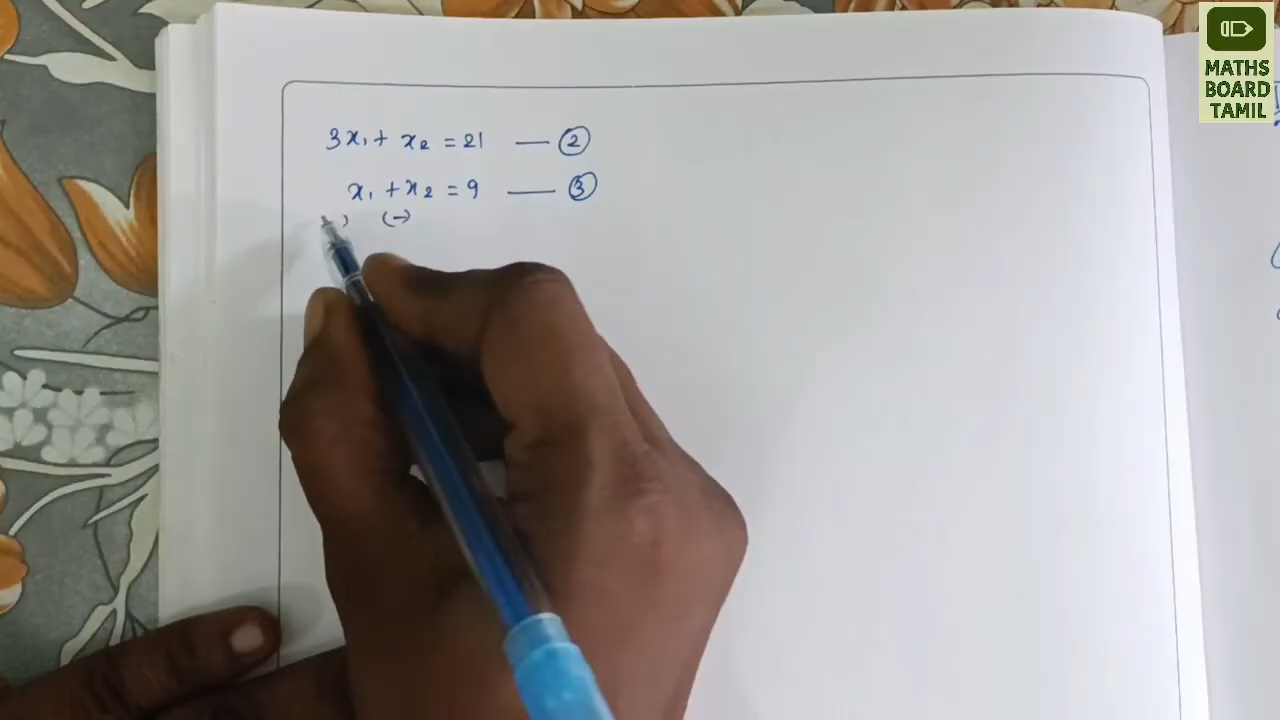 3x₁ + x₂ = 21 — ②
x₁ + x₂ = 9 — ③
(-)
MATHS
BOARD
TAMIL